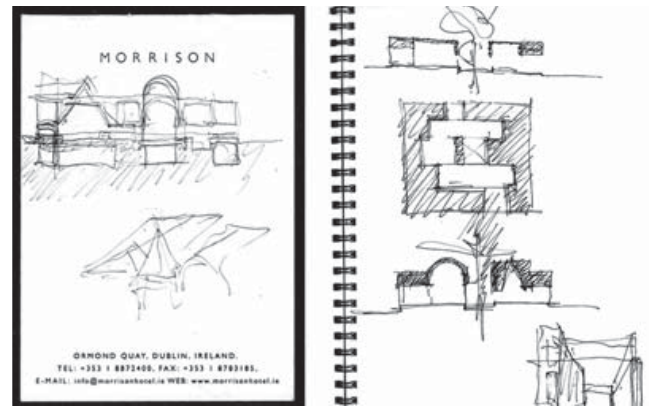 MORRISON
ORMOND QUAY, DUBLIN, IRELAND.
TEL: +353 1 8872400, FAX: +353 1 8783185,
E-MAIL: info@morrisonhotel.ie WEB: www.morrisonhotel.ie